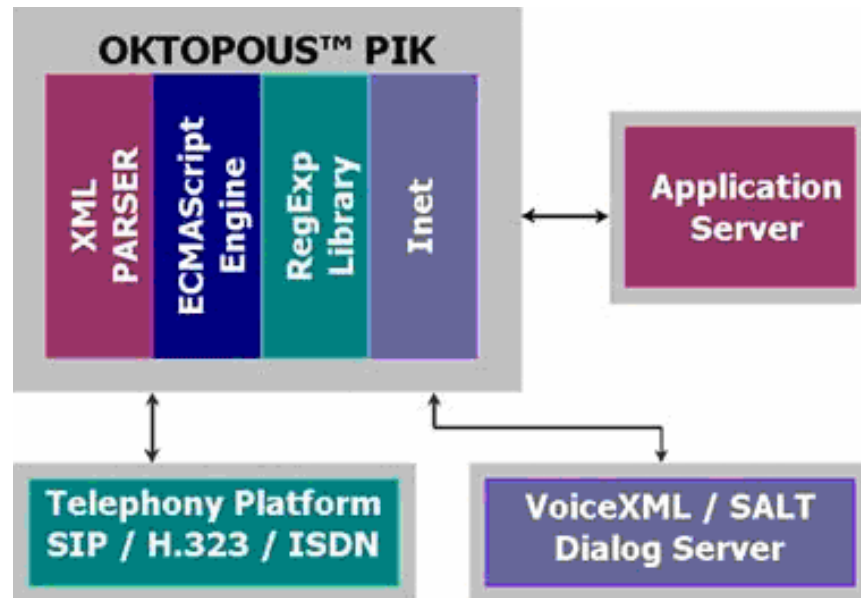 OKTOPOUS™ PIK
XML
PARSER
ECMAScript
Engine
RegExp
Library
Inet
Application
Server
Telephony Platform
SIP / H.323 / ISDN
VoiceXML / SALT
Dialog Server